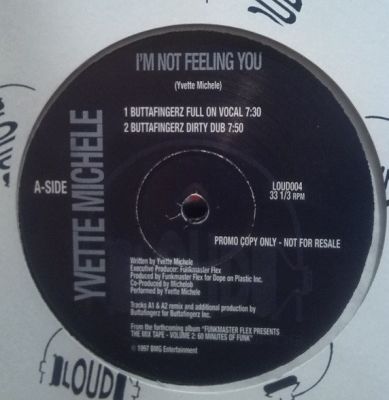 I'M NOT FEELING YOU
(Yvette Michele)
1 BUTTAFINGERZ FULL ON VOCAL 7:30
2 BUTTAFINGERZ DIRTY DUB 7:50
YVETTE MICHELE
A-SIDE
LOUD004
33 1/3 RPM
PROMO COPY ONLY - NOT FOR RESALE
Written by Yvette Michele
Executive Producer: Funkmaster Flex
Produced by Funkmaster Flex for Dope on Plastic Inc.
Co-Produced by Michelob
Performed by Yvette Michele
Tracks A1 & A2 remix and additional production by
Buttafingerz for Buttafingerz Inc.
From the forthcoming album "FUNKMASTER FLEX PRESENTS
THE MIX TAPE - VOLUME 2: 60 MINUTES OF FUNK"
© 1997 BMG Entertainment
LOUD